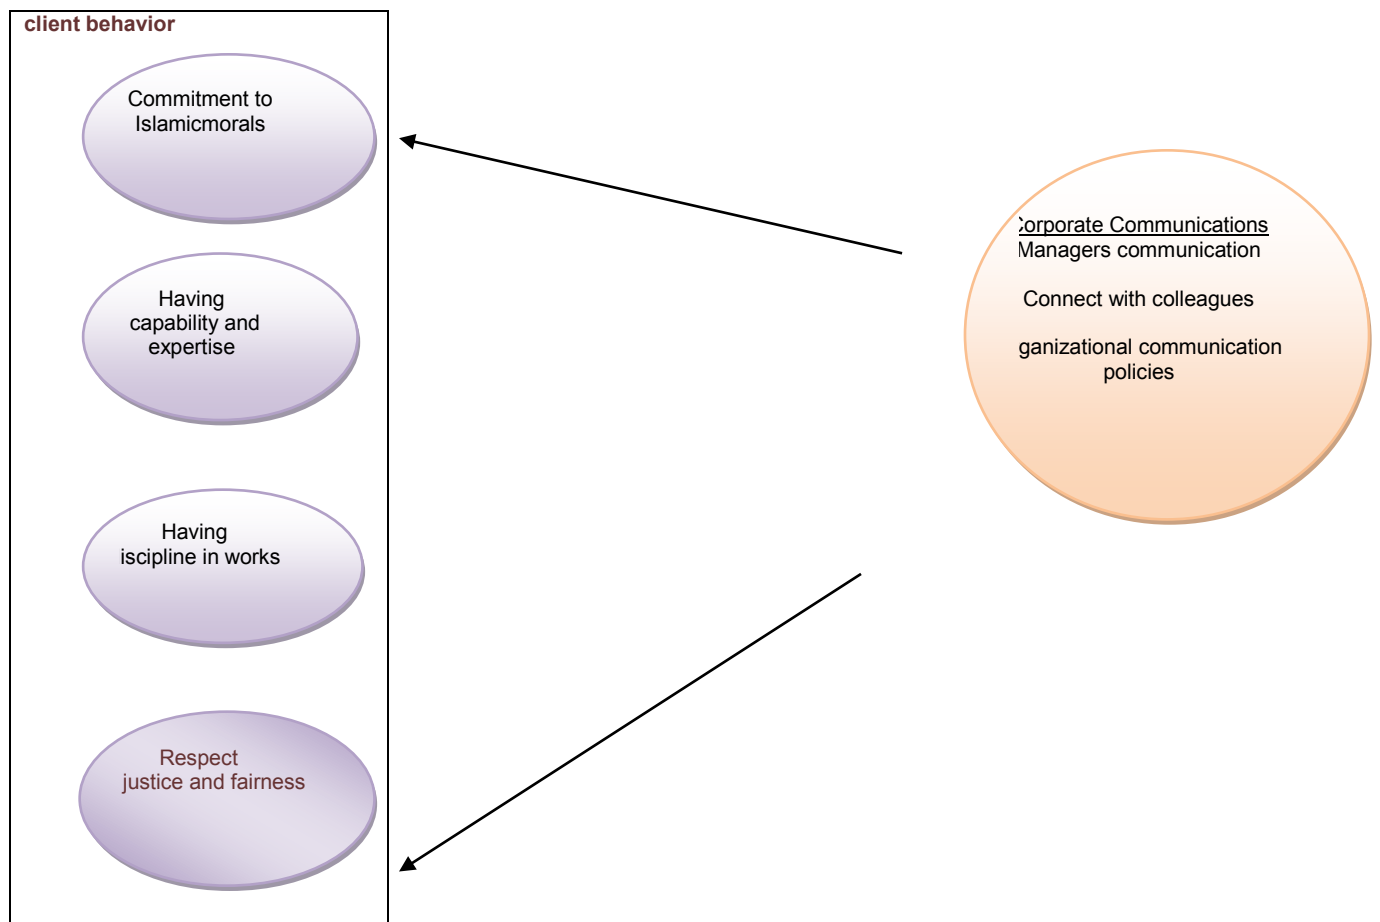 client behavior
Commitment to
Islamicmorals
Having
capability and
expertise
Having
iscipline in works
Respect
justice and fairness
orporate Communications
Managers communication
Connect with colleagues
ganizational communication
policies